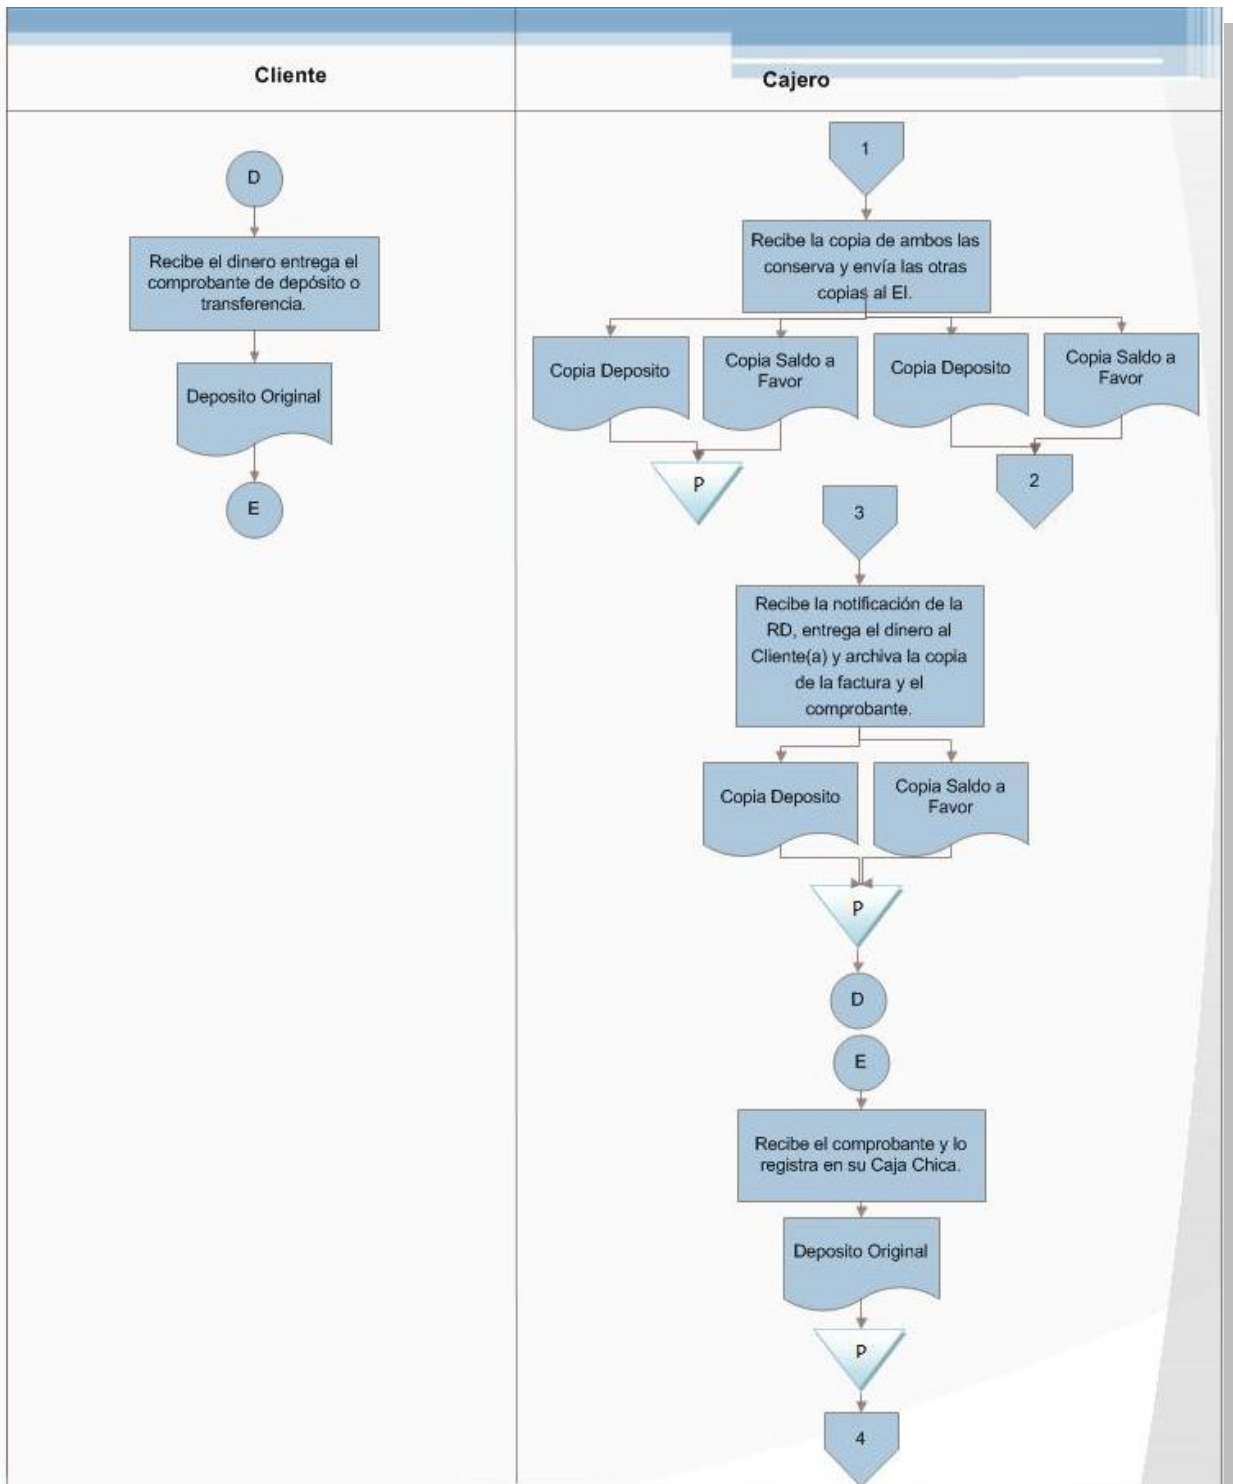 Cliente
Cajero
D
Recibe el dinero entrega el
comprobante de depósito o
transferencia.
Deposito Original
E
1
Recibe la copia de ambos las
conserva y envía las otras
copias al EI.
Copia Deposito
Copia Saldo a
Favor
Copia Deposito
Copia Saldo a
Favor
P
2
3
Recibe la notificación de la
RD, entrega el dinero al
Cliente(a) y archiva la copia
de la factura y el
comprobante.
Copia Deposito
Copia Saldo a
Favor
P
D
E
Recibe el comprobante y lo
registra en su Caja Chica.
Deposito Original
P
4